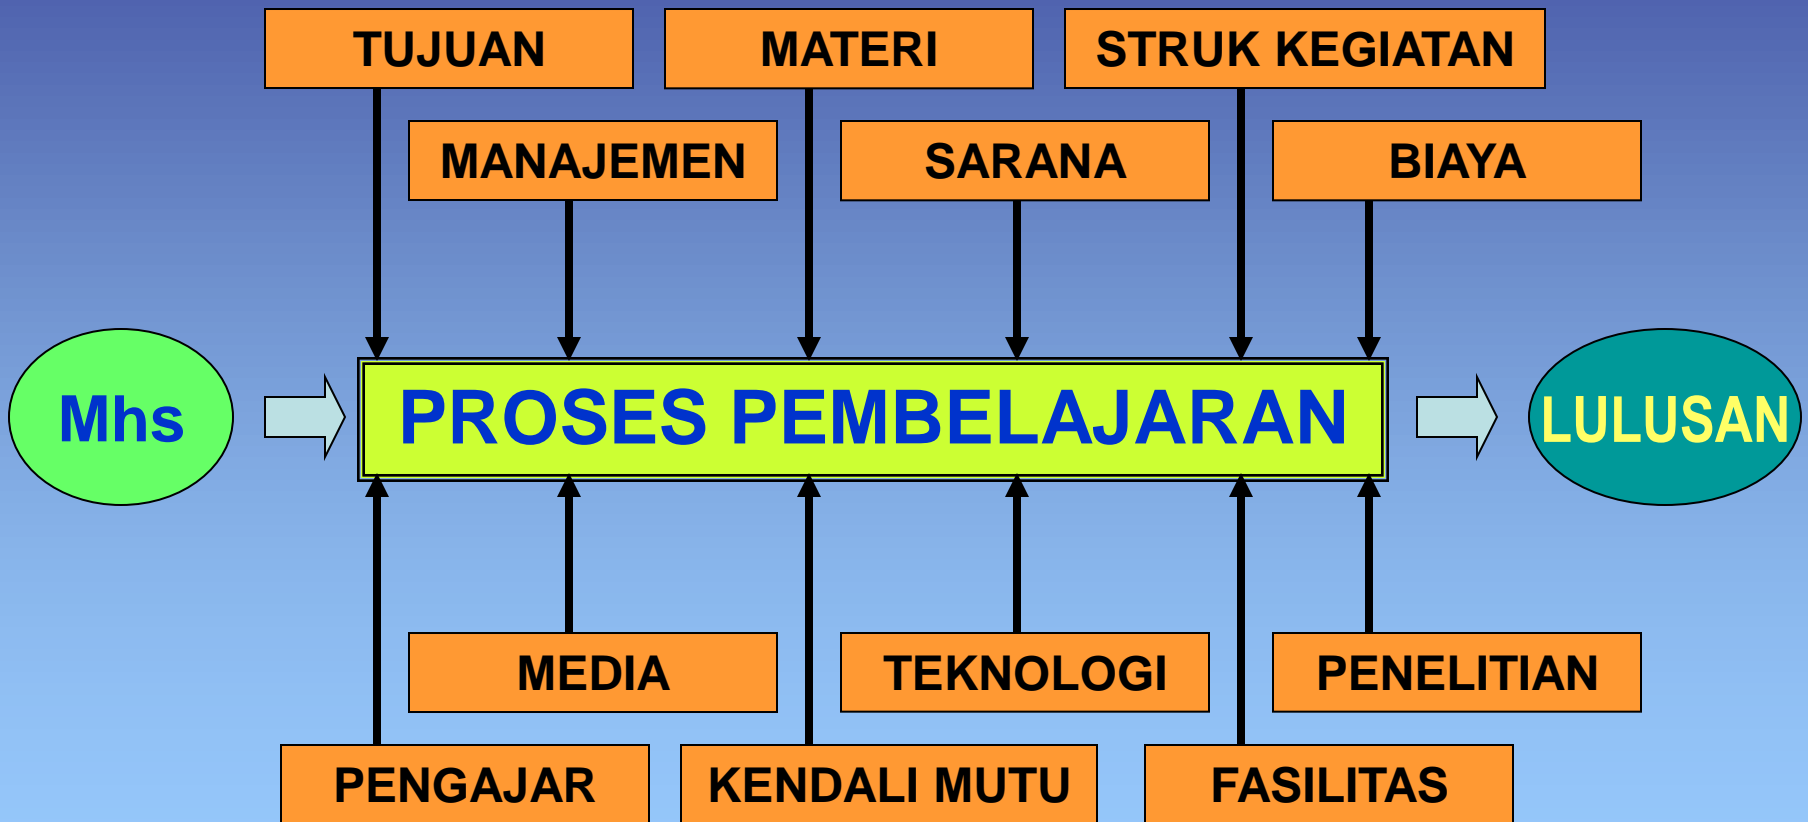 TUJUAN
MATERI
STRUK KEGIATAN
MANAJEMEN
SARANA
BIAYA
Mhs
PROSES PEMBELAJARAN
LULUSAN
MEDIA
TEKNOLOGI
PENELITIAN
PENGAJAR
KENDALI MUTU
FASILITAS